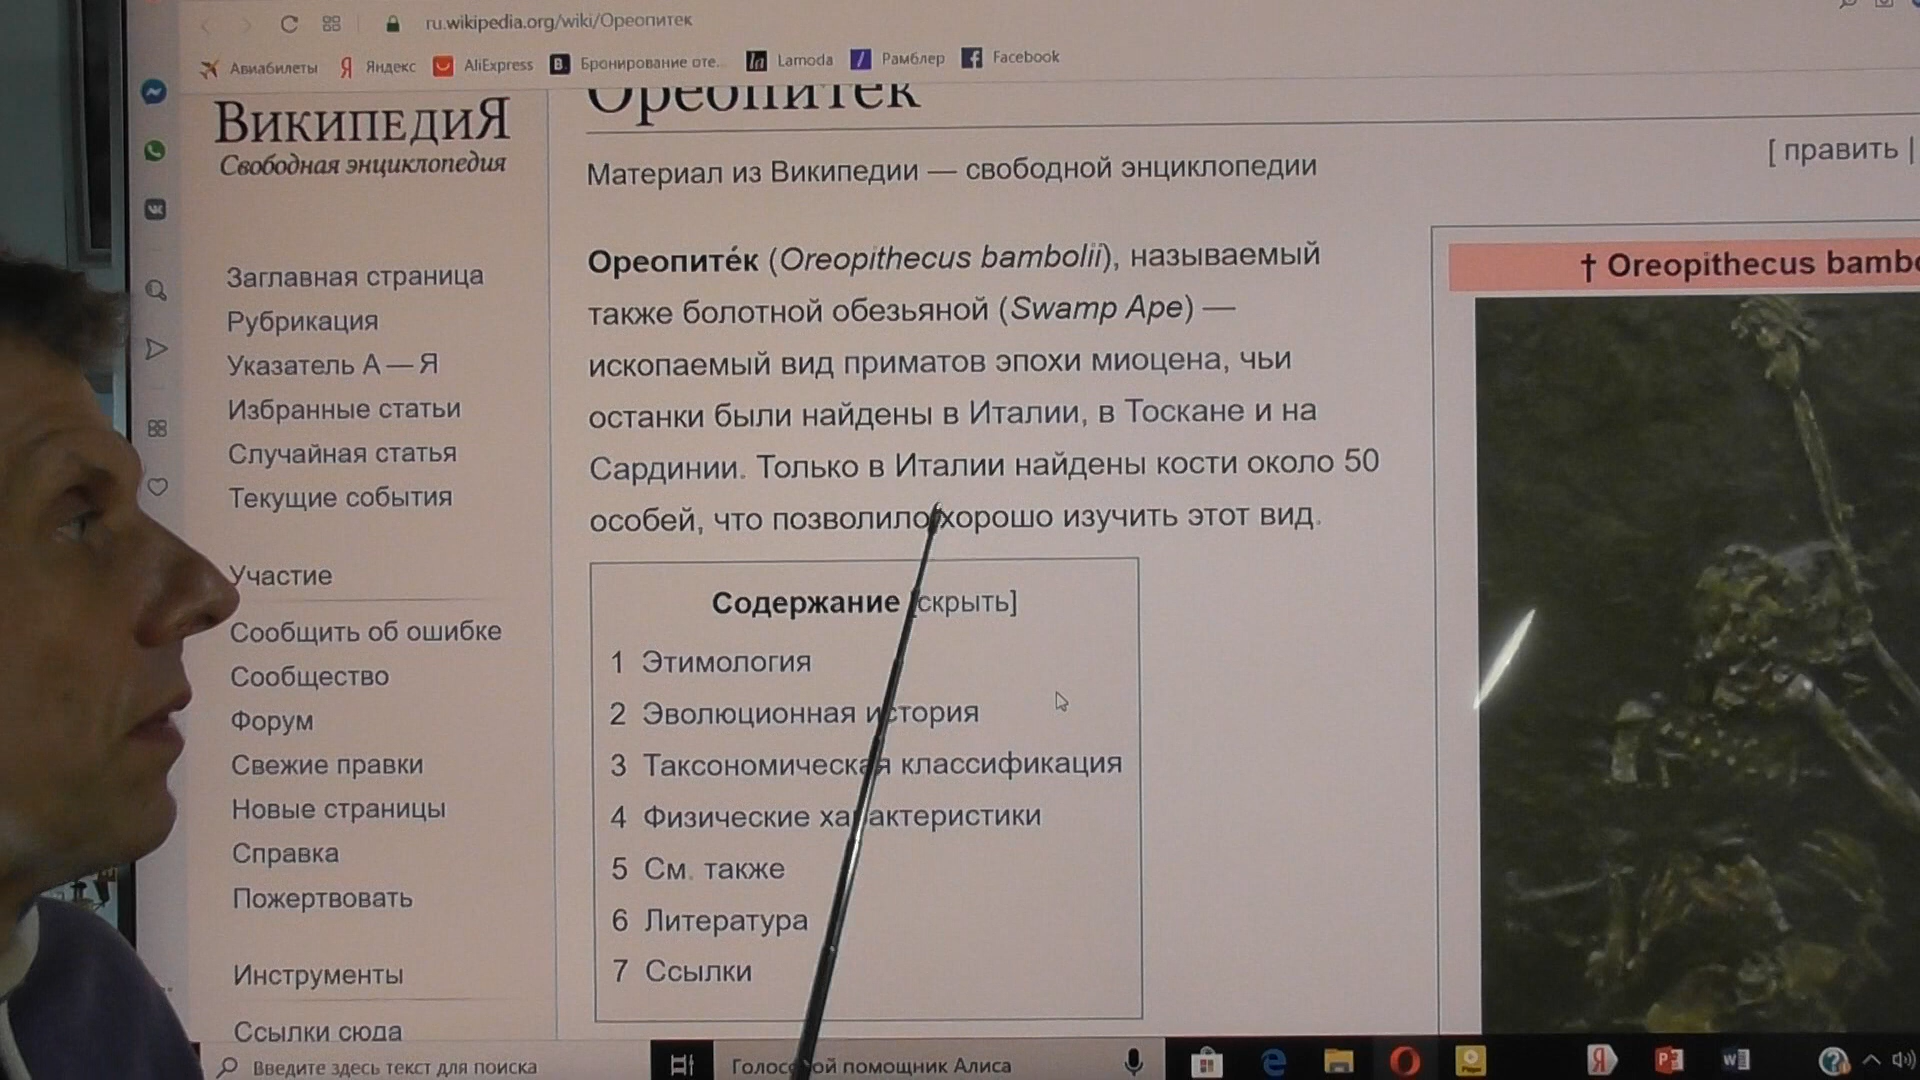 ru.wikipedia.org/wiki/Ореопитек
Авиабилеты Яндекс AliExpress Бронирование оте... Lamoda Рамблер Facebook
ВИКИПЕДИЯ
Свободная энциклопедия
Заглавная страница
Рубрикация
Указатель А — Я
Избранные статьи
Случайная статья
Текущие события
Участие
Сообщить об ошибке
Сообщество
Форум
Свежие правки
Новые страницы
Справка
Пожертвовать
Инструменты
Ссылки сюда
Ореопитек
Материал из Википедии — свободной энциклопедии
[ править |
Ореопите́к (Oreopithecus bambolii), называемый
также болотной обезьяной (Swamp Ape) —
ископаемый вид приматов эпохи миоцена, чьи
останки были найдены в Италии, в Тоскане и на
Сардинии. Только в Италии найдены кости около 50
особей, что позволило хорошо изучить этот вид.
Содержание [скрыть]
1 Этимология
2 Эволюционная история
3 Таксономическая классификация
4 Физические характеристики
5 См. также
6 Литература
7 Ссылки
† Oreopithecus bambo
Введите здесь текст для поиска
Голосовой помощник Алиса